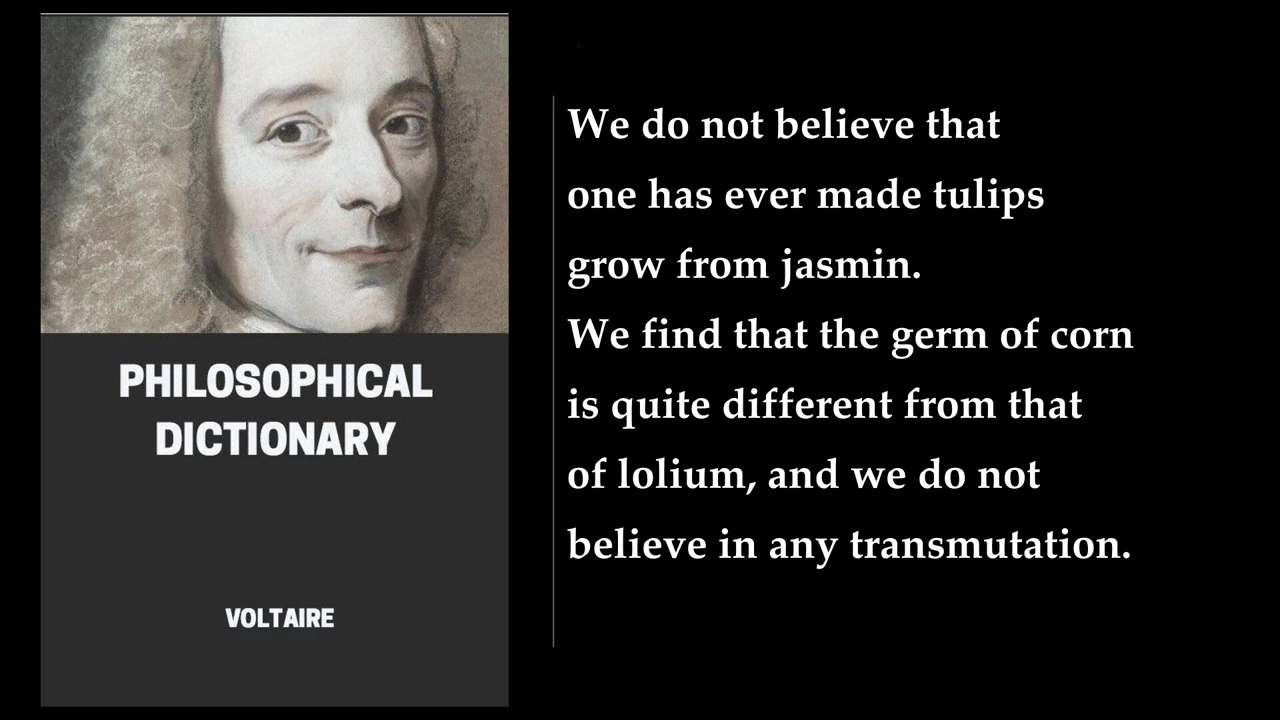 PHILOSOPHICAL
DICTIONARY
VOLTAIRE
We do not believe that
one has ever made tulips
grow from jasmin.
We find that the germ of corn
is quite different from that
of lolium, and we do not
believe in any transmutation.